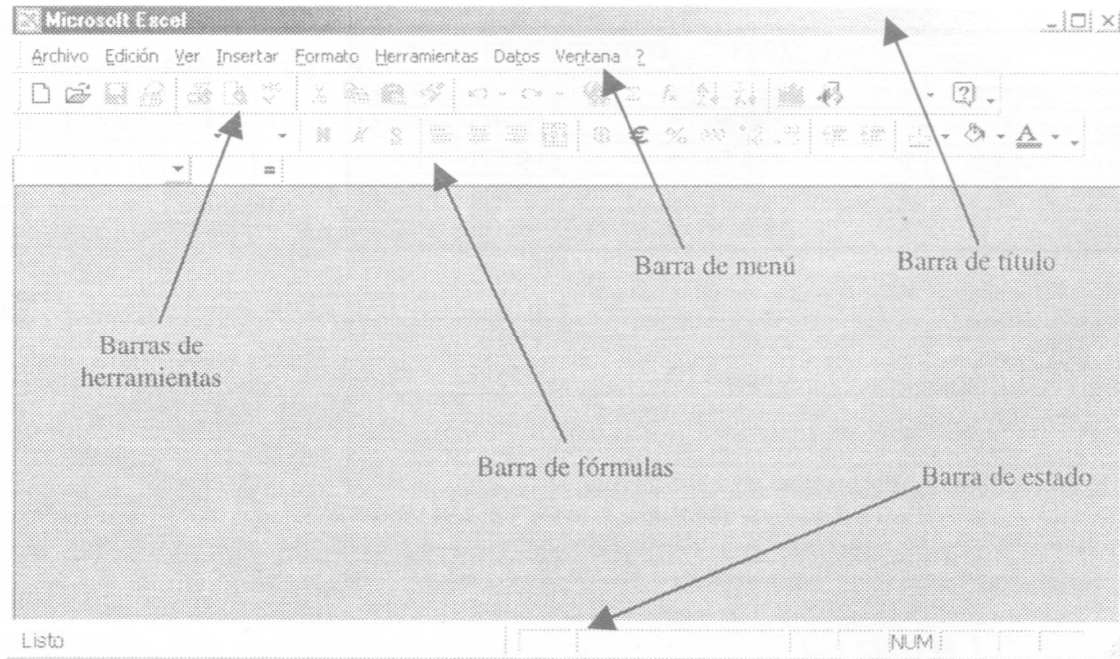 Microsoft Excel
Archivo Edición Ver Insertar Formato Herramientas Datos Ventana ?
N K S € % 000
A
=
Barra de menú
Barra de título
Barras de
herramientas
Barra de fórmulas
Barra de estado
Listo
NUM